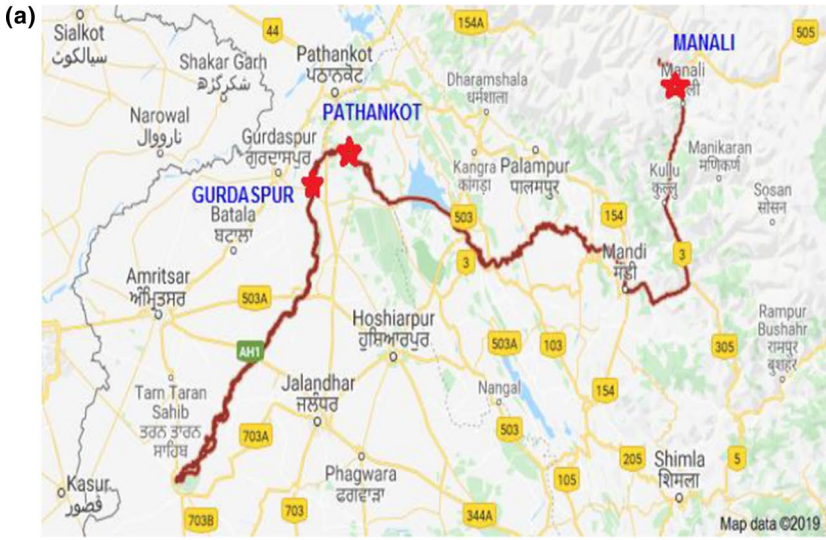 (a)
Sialkot
سیالکوٹ
44
154A
MANALI
505
Shakar Garh
شکرگڑھ
Pathankot
ਪਠਾਨਕੋਟ
Manali
Dharamshala
धर्मशाला
Narowal
نارووال
PATHANKOT
Gurdaspur
ਗੁਰਦਾਸਪੁਰ
Kangra
कांगड़ा
Palampur
पालमपुर
Manikaran
मणिकर्ण
Kullu
कुल्लू
Sosan
सोसन
GURDASPUR
Batala
ਬਟਾਲਾ
503
154
Mandi
मंडी
3
3
Amritsar
ਅੰਮ੍ਰਿਤਸਰ
503A
Hoshiarpur
ਹੁਸ਼ਿਆਰਪੁਰ
Rampur
Bushahr
रामपुर
बुशहर
AH1
503A
103
305
Jalandhar
ਜਲੰਧਰ
Nangal
154
Tarn Taran
Sahib
ਤਰਨ ਤਾਰਨ
ਸਾਹਿਬ
703A
503
Phagwara
ਫਗਵਾੜਾ
205
Shimla
शिमला
5
105
Kasur
قصور
703B
703
344A
Map data ©2019